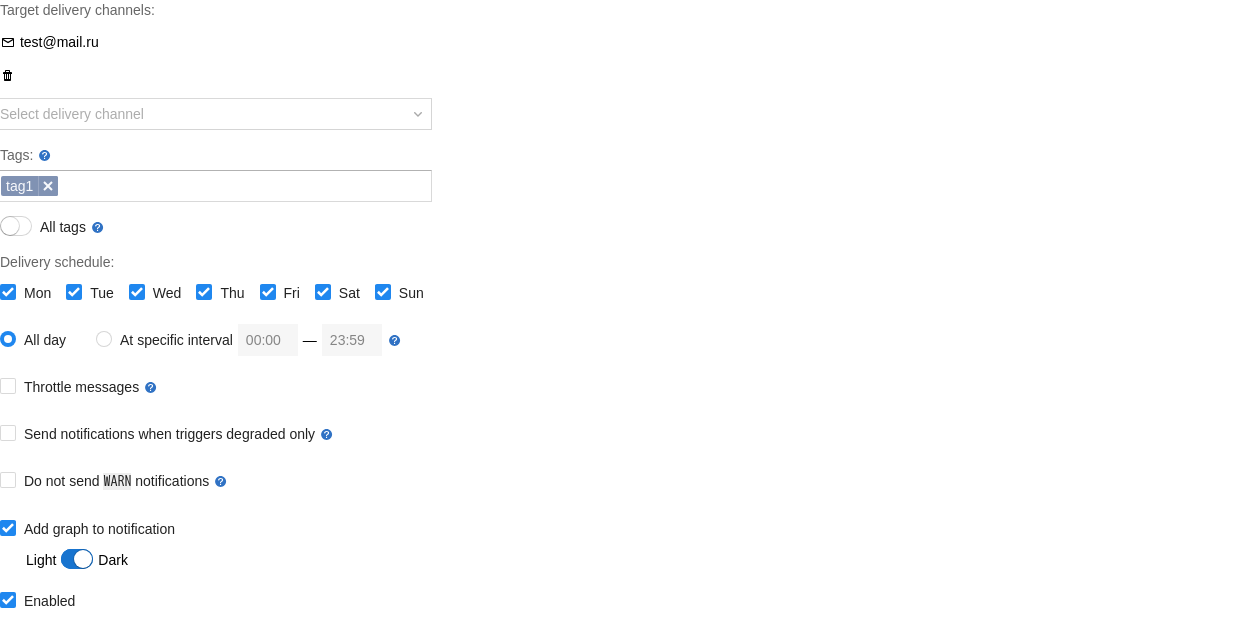 Target delivery channels:
test@mail.ru
Select delivery channel
Tags:
tag1
All tags
Delivery schedule:
Mon Tue Wed Thu Fri Sat Sun
All day At specific interval 00:00 — 23:59
Throttle messages
Send notifications when triggers degraded only
Do not send WARN notifications
Add graph to notification
Light Dark
Enabled